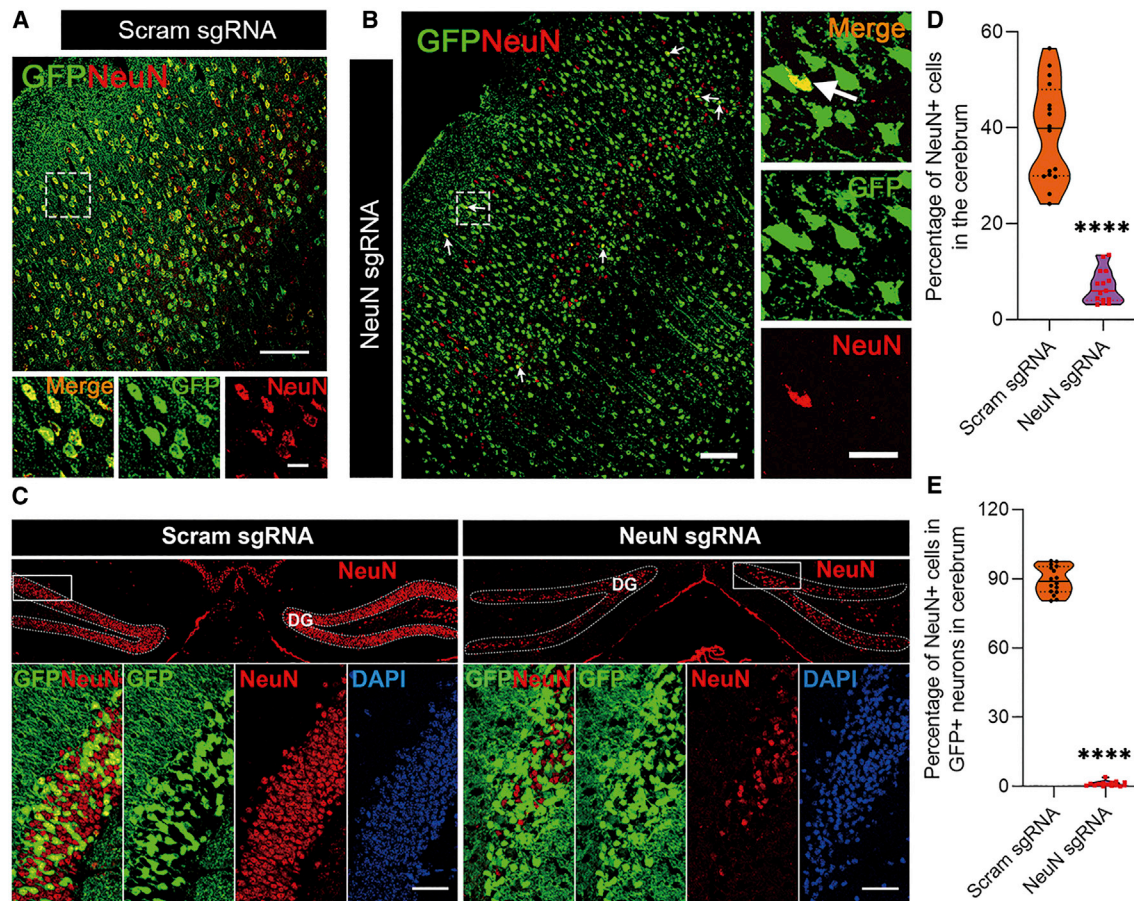 A
Scram sgRNA
GFPNeuN
Merge
GFP
NeuN
B
NeuN sgRNA
GFPNeuN
Merge
GFP
NeuN
C
Scram sgRNA
NeuN
DG
GFPNeuN
GFP
NeuN
DAPI
NeuN sgRNA
NeuN
DG
GFPNeuN
GFP
NeuN
DAPI
D
Percentage of NeuN+ cells
in the cerebrum
60
40
20
0
****
Scram sgRNA
NeuN sgRNA
E
Percentage of NeuN+ cells in
GFP+ neurons in cerebrum
120
90
60
30
0
****
Scram sgRNA
NeuN sgRNA